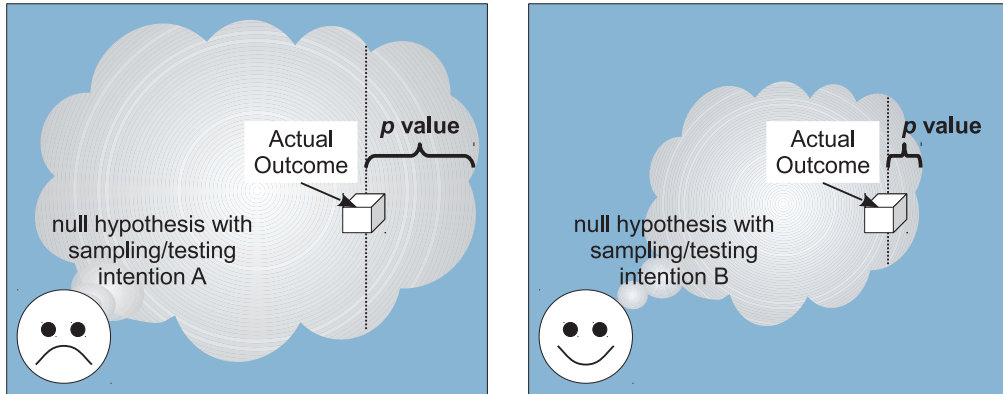 p value
Actual
Outcome
null hypothesis with
sampling/testing
intention A
p value
Actual
Outcome
null hypothesis with
sampling/testing
intention B